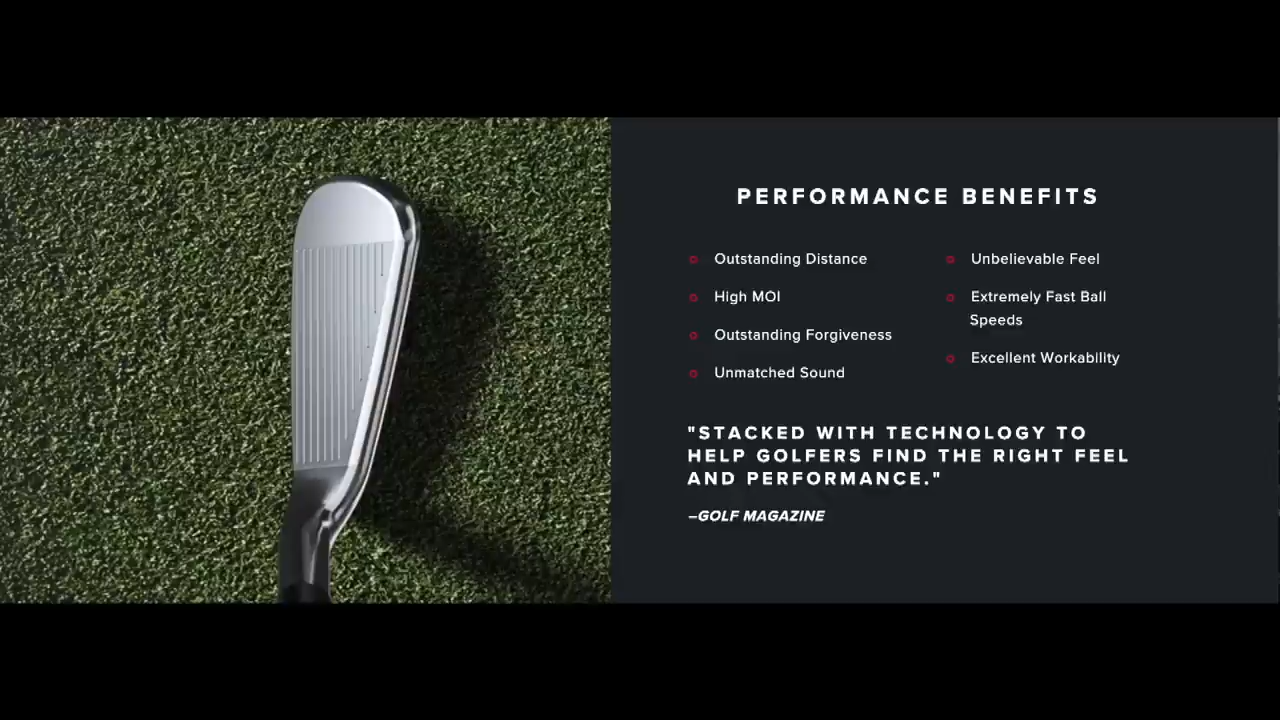 PERFORMANCE BENEFITS
Outstanding Distance
High MOI
Outstanding Forgiveness
Unmatched Sound
Unbelievable Feel
Extremely Fast Ball
Speeds
Excellent Workability
"STACKED WITH TECHNOLOGY TO
HELP GOLFERS FIND THE RIGHT FEEL
AND PERFORMANCE."
–GOLF MAGAZINE